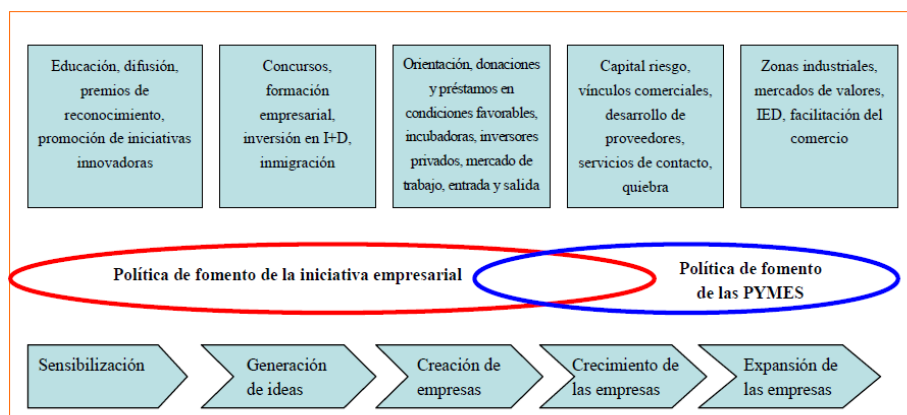 Educación, difusión,
premios de
reconocimiento,
promoción de iniciativas
innovadoras
Concursos,
formación
empresarial,
inversión en I+D,
inmigración
Orientación, donaciones
y préstamos en
condiciones favorables,
incubadoras, inversores
privados, mercado de
trabajo, entrada y salida
Capital riesgo,
vínculos comerciales,
desarrollo de
proveedores,
servicios de contacto,
quiebra
Zonas industriales,
mercados de valores,
IED, facilitación del
comercio
Política de fomento de la iniciativa empresarial
Política de fomento
de las PYMES
Sensibilización
Generación
de ideas
Creación de
empresas
Crecimiento de
las empresas
Expansión de
las empresas